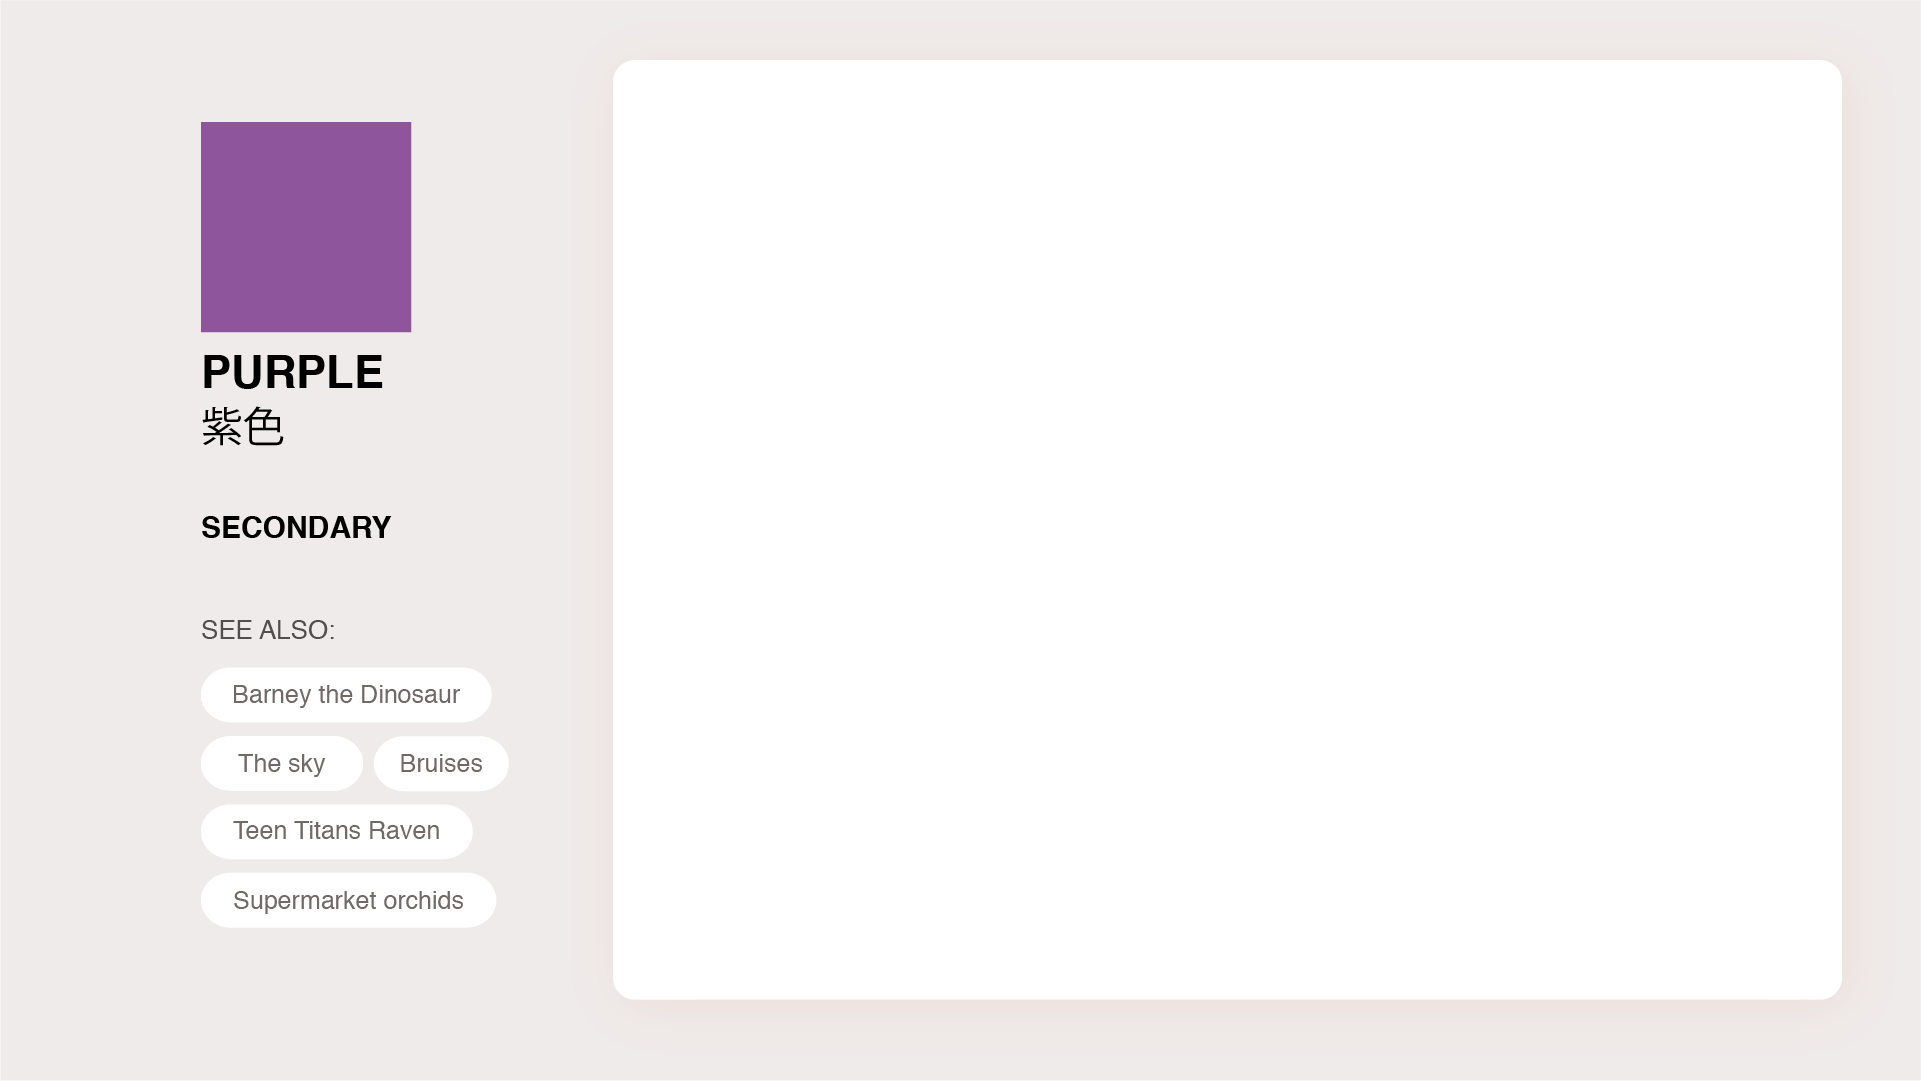 PURPLE
紫色
SECONDARY
SEE ALSO:
Barney the Dinosaur
The sky
Bruises
Teen Titans Raven
Supermarket orchids